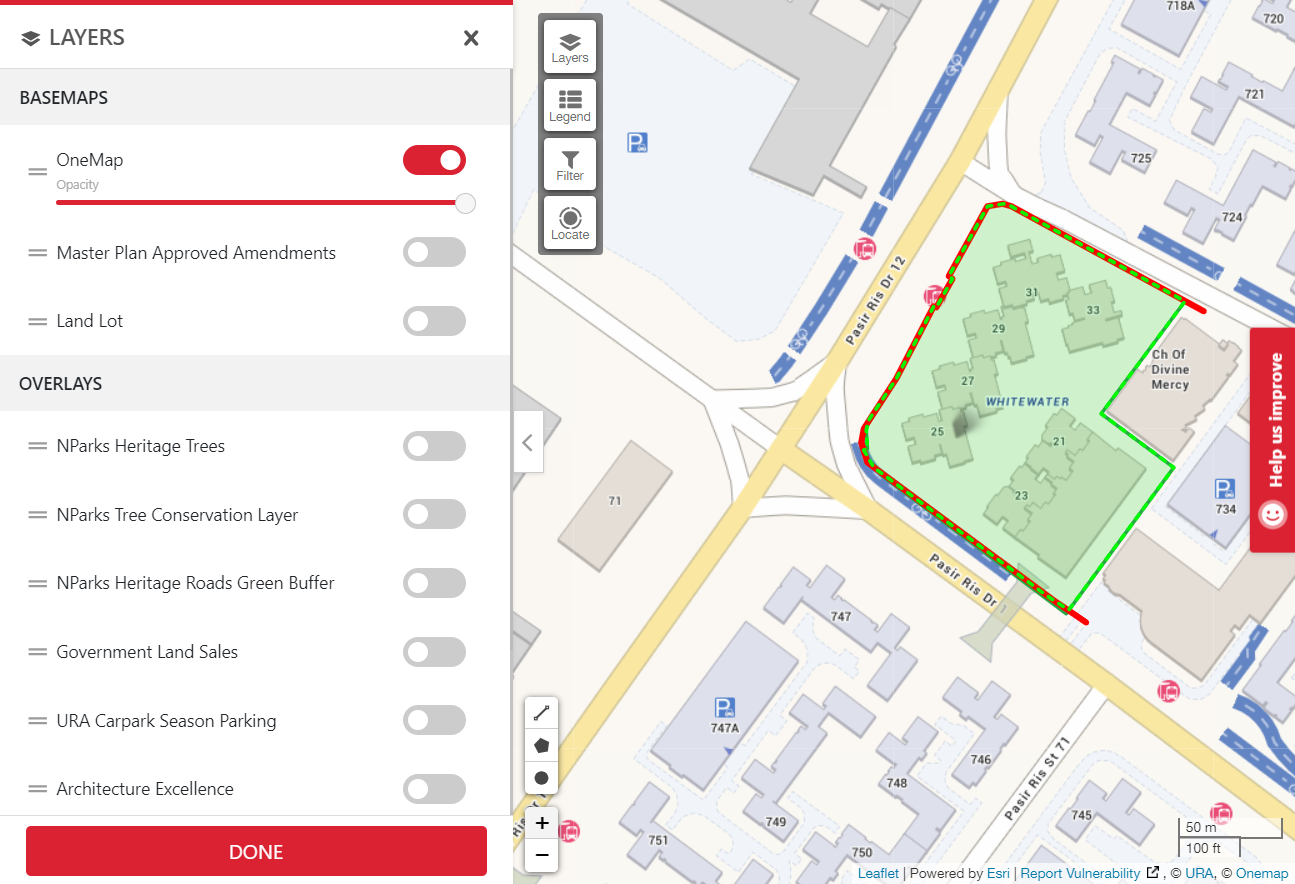 LAYERS
BASEMAPS
OneMap
Opacity
Master Plan Approved Amendments
Land Lot
OVERLAYS
NParks Heritage Trees
NParks Tree Conservation Layer
NParks Heritage Roads Green Buffer
Government Land Sales
URA Carpark Season Parking
Architecture Excellence
DONE
Layers
Legend
Filter
Locate
718A
720
721
725
724
Pasir Ris Dr 12
31
33
29
27
25
WHITEWATER
21
23
Ch Of
Divine
Mercy
P
P
734
71
Pasir Ris Dr 1
747
P
747A
746
748
Pasir Ris St 71
745
749
751
750
Help us improve
+
−
50 m
100 ft
Leaflet | Powered by Esri | Report Vulnerability , © URA, © Onemap